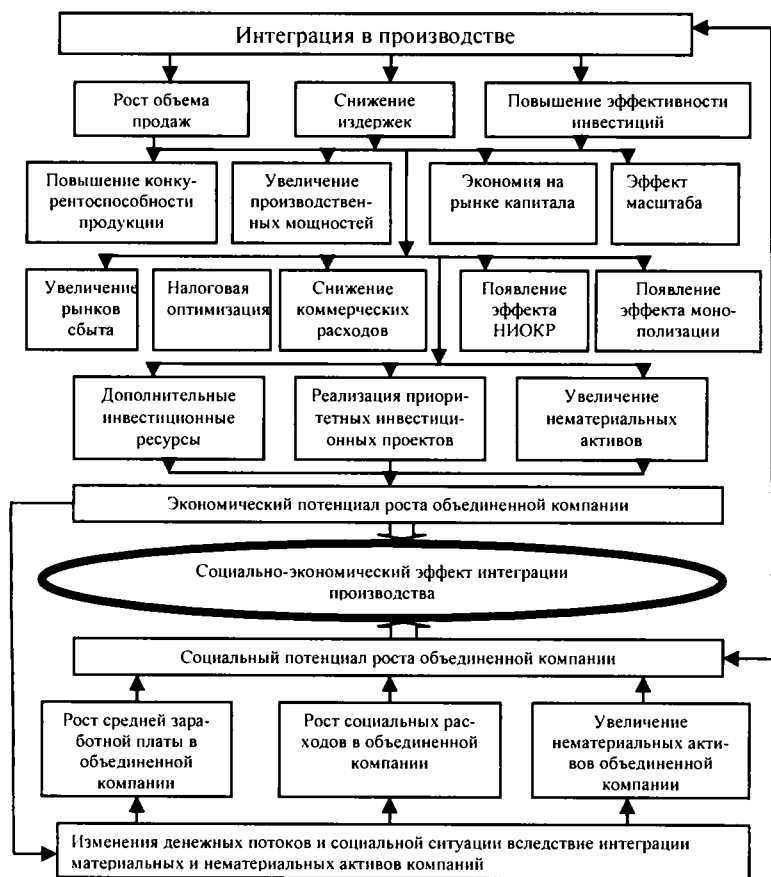 Интеграция в производстве
Рост объема
продаж
Снижение
издержек
Повышение эффективности
инвестиций
Повышение конку-
рентоспособности
продукции
Увеличение
производствен-
ных мощностей
Экономия на
рынке капитала
Эффект
масштаба
Увеличение
рынков
сбыта
Налоговая
оптимизация
Снижение
коммерческих
расходов
Появление
эффекта
НИОКР
Появление
эффекта моно-
полизации
Дополнительные
инвестиционные
ресурсы
Реализация приори-
тетных инвестици-
онных проектов
Увеличение
нематериальных
активов
Экономический потенциал роста объединенной компании
Социально-экономический эффект интеграции
производства
Социальный потенциал роста объединенной компании
Рост средней зара-
ботной платы в
объединенной
компании
Рост социальных рас-
ходов в объединенной
компании
Увеличение
нематериальных акти-
вов объединенной
компании
Изменения денежных потоков и социальной ситуации вследствие интеграции
материальных и нематериальных активов компаний